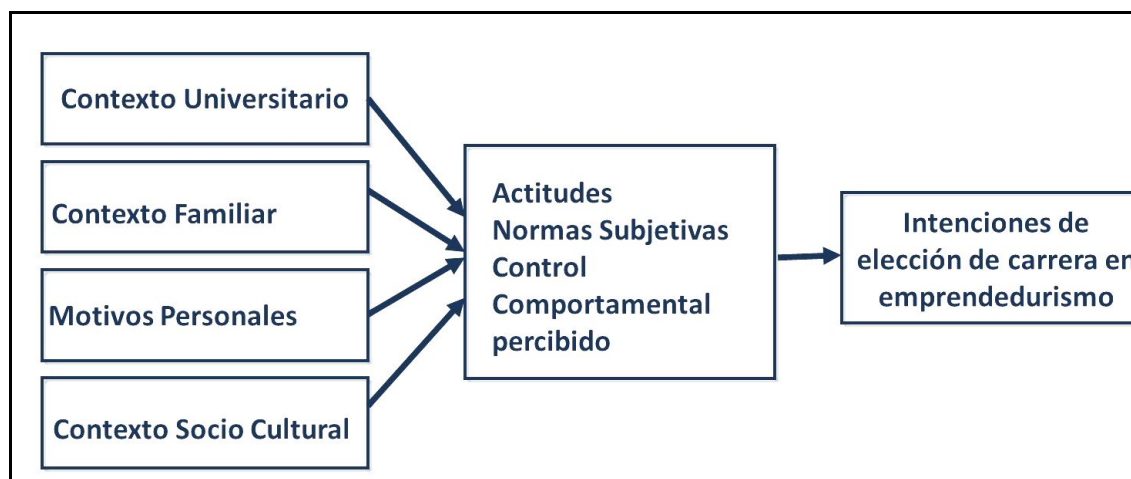 Contexto Universitario
Contexto Familiar
Motivos Personales
Contexto Socio Cultural
Actitudes
Normas Subjetivas
Control
Comportamental
percibido
Intenciones de
elección de carrera en
emprendedurismo